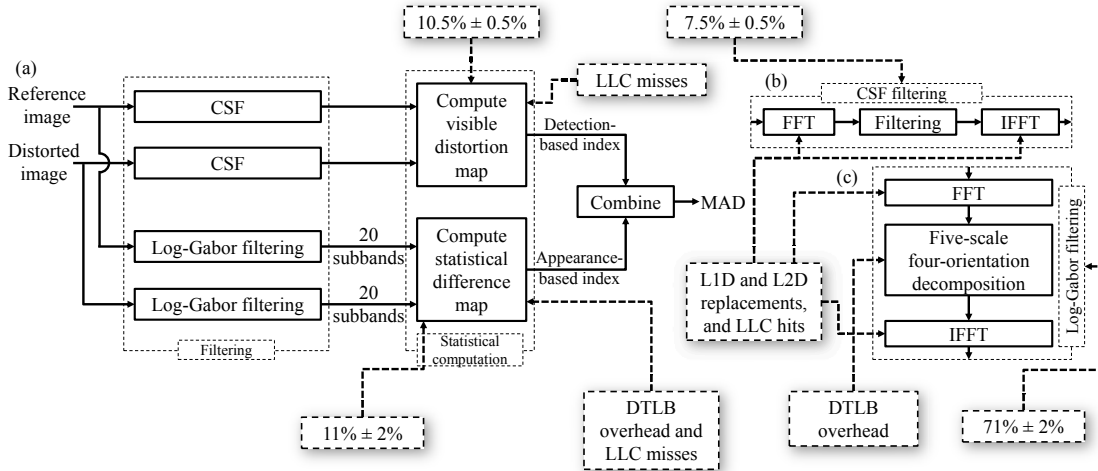 10.5% ± 0.5%
7.5% ± 0.5%
(a)
Reference
image
CSF
Compute
visible
distortion
map
LLC misses
Detection-
based index
Distorted
image
CSF
Combine
MAD
Log-Gabor filtering
20
subbands
Compute
statistical
difference
map
Appearance-
based index
Log-Gabor filtering
20
subbands
Filtering
Statistical
computation
11% ± 2%
DTLB
overhead and
LLC misses
(b)
CSF filtering
FFT
Filtering
IFFT
(c)
FFT
Five-scale
four-orientation
decomposition
IFFT
Log-Gabor filtering
L1D and L2D
replacements,
and LLC hits
DTLB
overhead
71% ± 2%